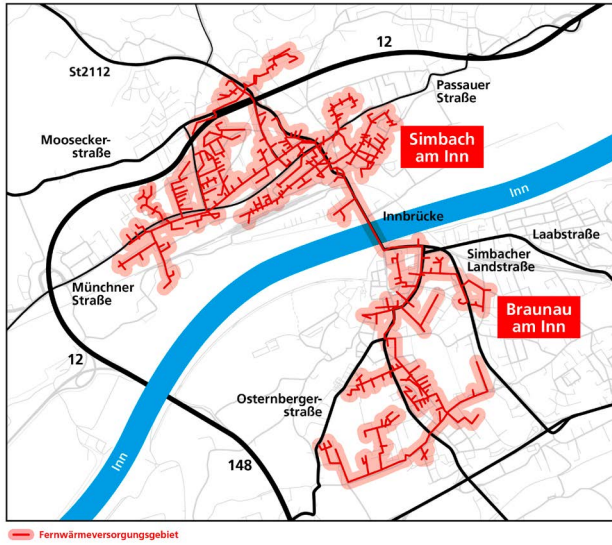 12
St2112
Passauer
Straße
Moosecker-
straße
Simbach
am Inn
Inn
Innbrücke
Laabstraße
Simbacher
Landstraße
Münchner
Straße
Braunau
am Inn
12
Osternberger-
straße
Inn
148
Fernwärmeversorgungsgebiet